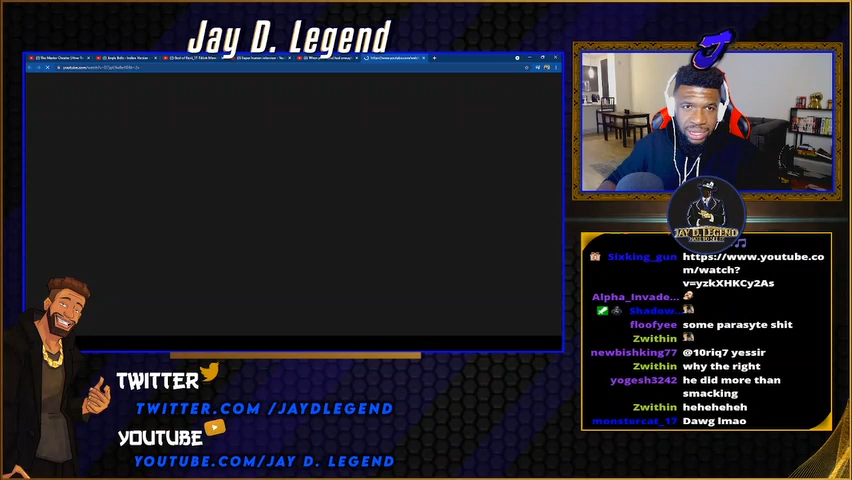 Jay D. Legend
J
JAY D. LEGEND
Sixking_gun https://www.youtube.co
m/watch?
v=yzkXHKCy2As
Alpha_Invade...
Shadow...
floofyee some parasyte shit
Zwithin
newbishking77 @10riq7 yessir
Zwithin why the right
yogesh3242 he did more than
smacking
Zwithin heheheheh
monstercat_17 Dawg lmao
TWITTER
TWITTER.COM /JAYDLEGEND
YOUTUBE
YOUTUBE.COM/JAY D. LEGEND